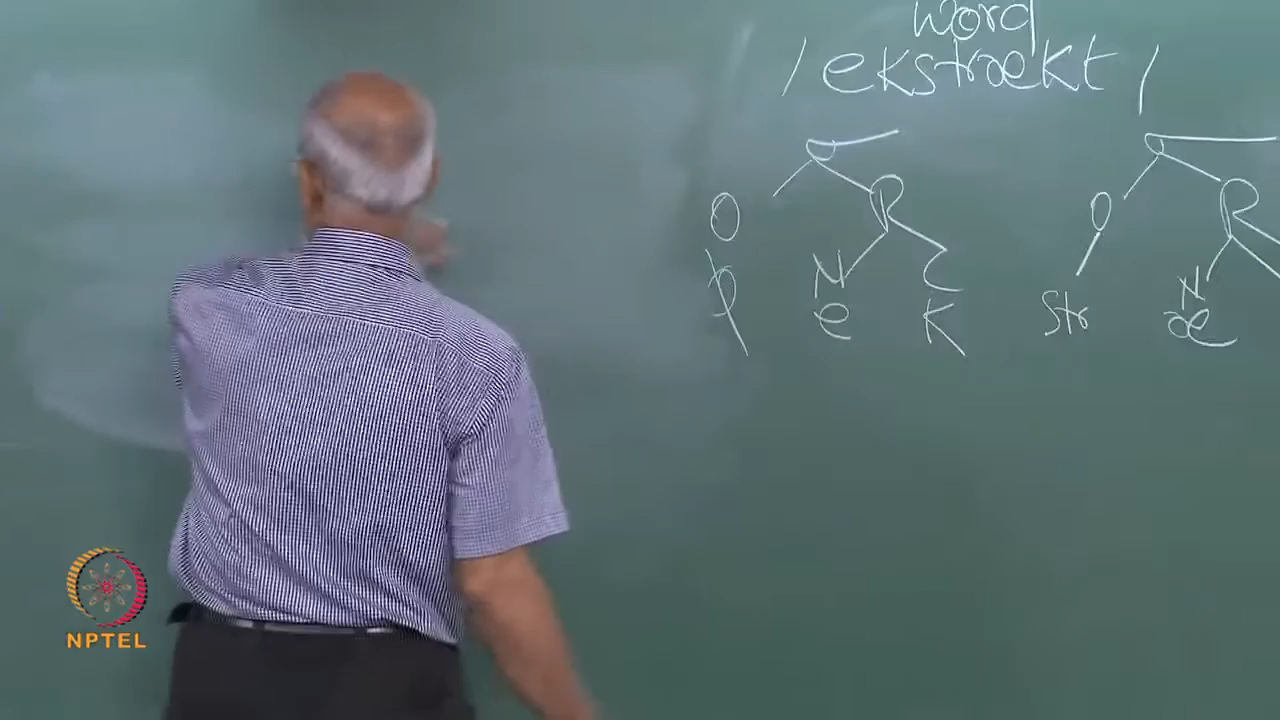 word
/ekstrækt/
σ σ
R
O O R
N C N
ø e K str æ
NPTEL